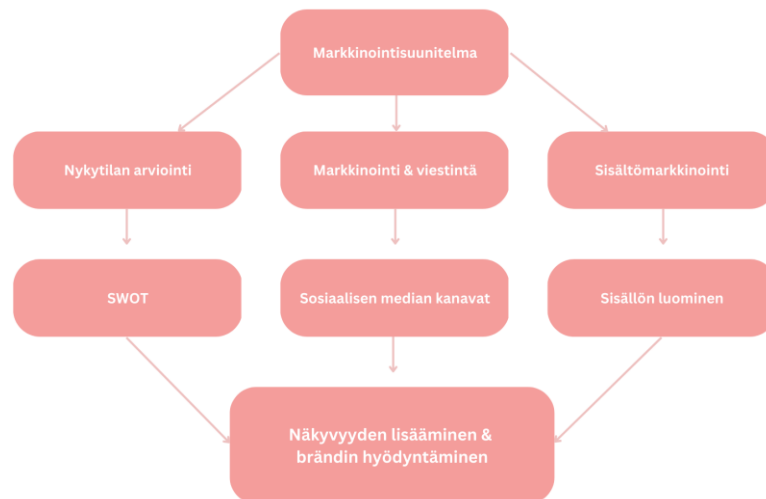 Markkinointisuunitelma
Nykytilan arviointi
Markkinointi & viestintä
Sisältömarkkinointi
SWOT
Sosiaalisen median kanavat
Sisällön luominen
Näkyvyyden lisääminen &
brändin hyödyntäminen